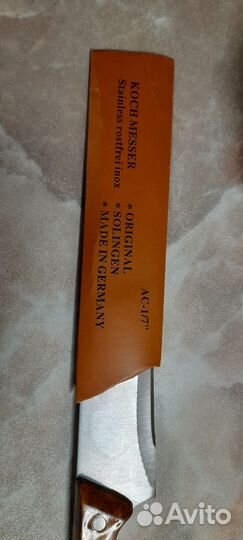 KOCH MESSER
Stainless rostfrei inox
* ORIGINAL
* SOLINGEN
* MADE IN GERMANY
AC-1/7"
Avito